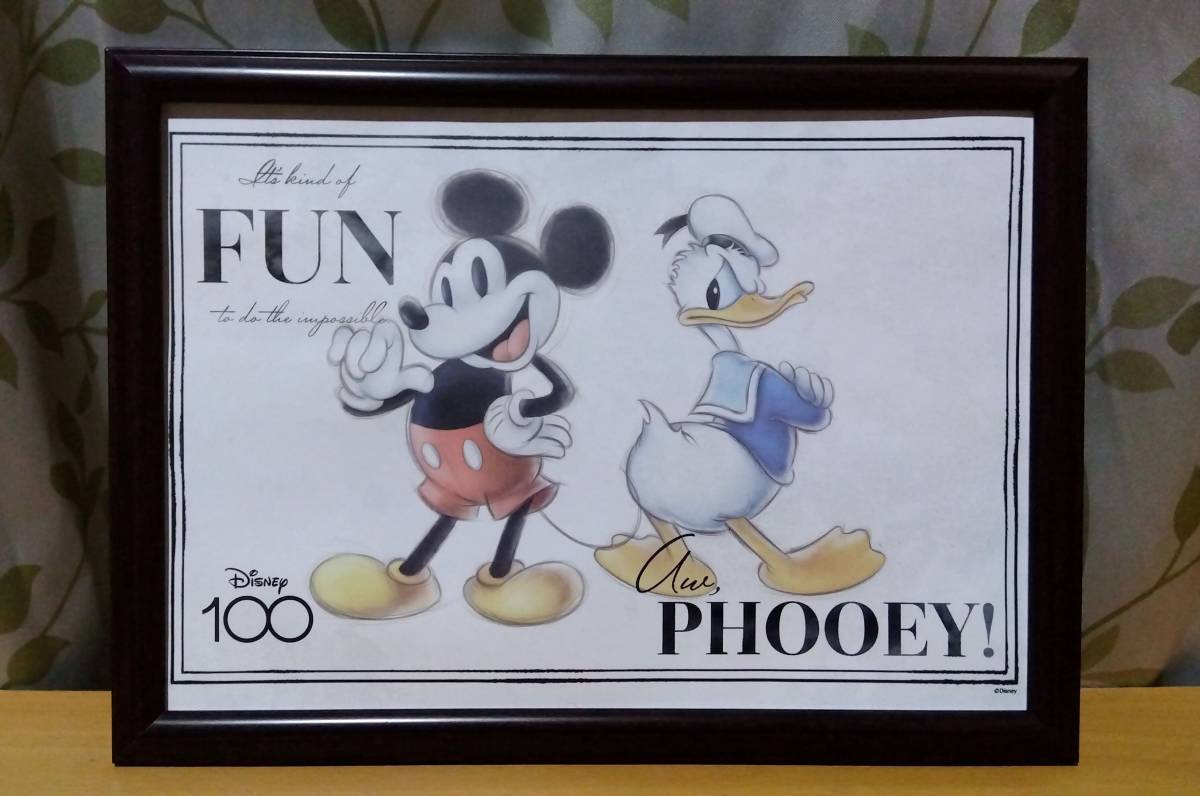 It's kind of
FUN
to do the impossible
Disney
100
Aw,
PHOOEY!
©Disney